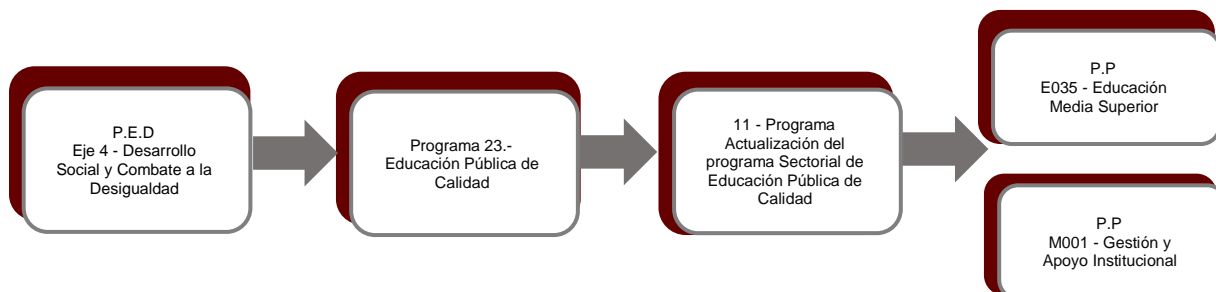 P.E.D
Eje 4 - Desarrollo
Social y Combate a la
Desigualdad
Programa 23.-
Educación Pública de
Calidad
11 - Programa
Actualización del
programa Sectorial de
Educación Pública de
Calidad
P.P
E035 - Educación
Media Superior
P.P
M001 - Gestión y
Apoyo Institucional